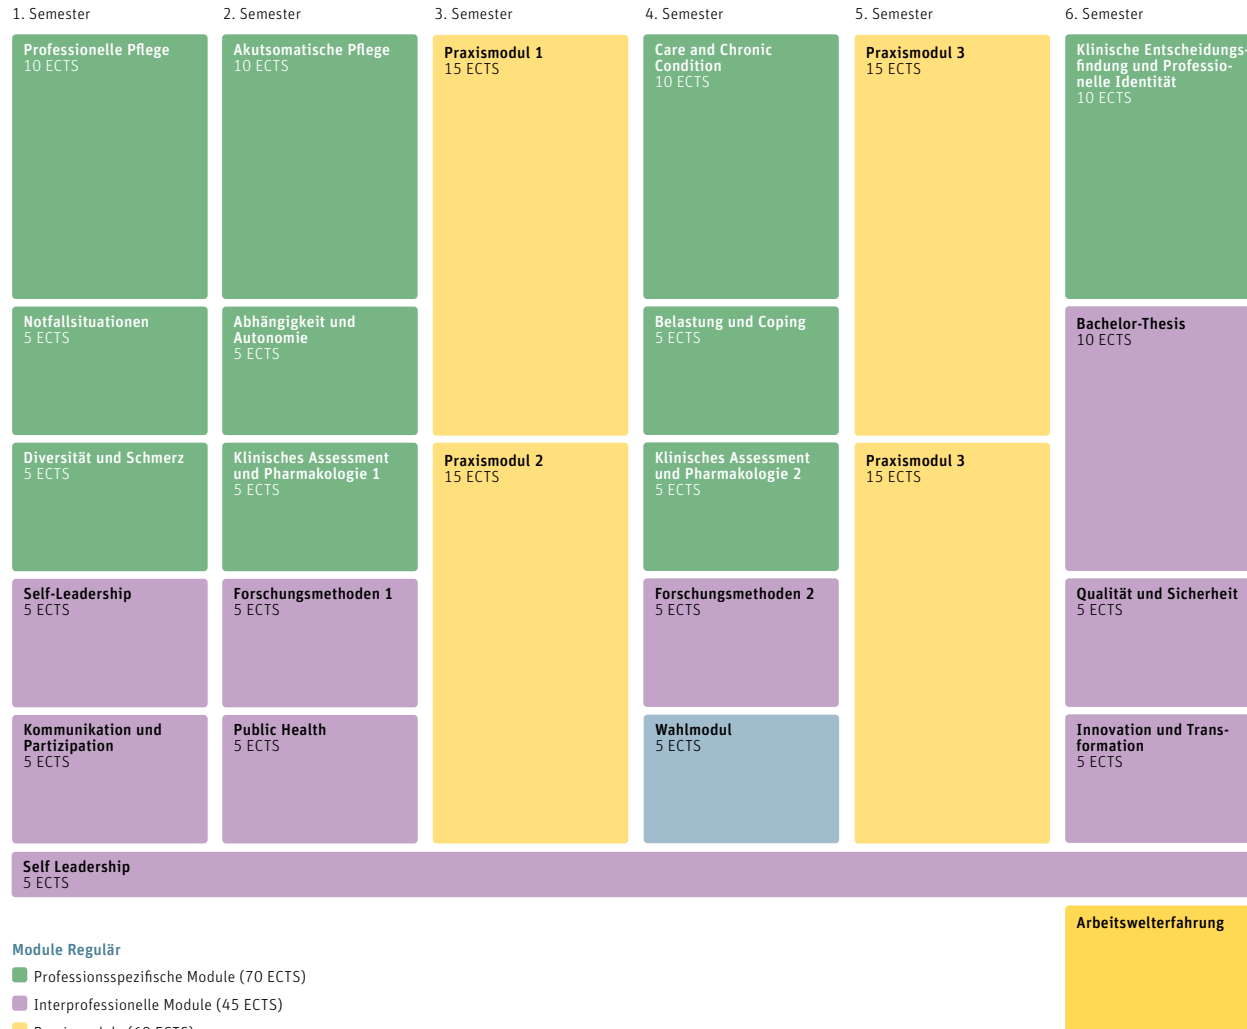 1. Semester
2. Semester
3. Semester
4. Semester
5. Semester
6. Semester
Professionelle Pflege
10 ECTS
Akutsomatische Pflege
10 ECTS
Praxismodul 1
15 ECTS
Care and Chronic
Condition
10 ECTS
Praxismodul 3
15 ECTS
Klinische Entscheidungs-
findung und Professio-
nelle Identität
10 ECTS
Notfallsituationen
5 ECTS
Abhängigkeit und
Autonomie
5 ECTS
Belastung und Coping
5 ECTS
Bachelor-Thesis
10 ECTS
Diversität und Schmerz
5 ECTS
Klinisches Assessment
und Pharmakologie 1
5 ECTS
Praxismodul 2
15 ECTS
Klinisches Assessment
und Pharmakologie 2
5 ECTS
Praxismodul 3
15 ECTS
Self-Leadership
5 ECTS
Forschungsmethoden 1
5 ECTS
Forschungsmethoden 2
5 ECTS
Qualität und Sicherheit
5 ECTS
Kommunikation und
Partizipation
5 ECTS
Public Health
5 ECTS
Wahlmodul
5 ECTS
Innovation und Trans-
formation
5 ECTS
Self Leadership
5 ECTS
Arbeitswelterfahrung
Module Regulär
Professionsspezifische Module (70 ECTS)
Interprofessionelle Module (45 ECTS)